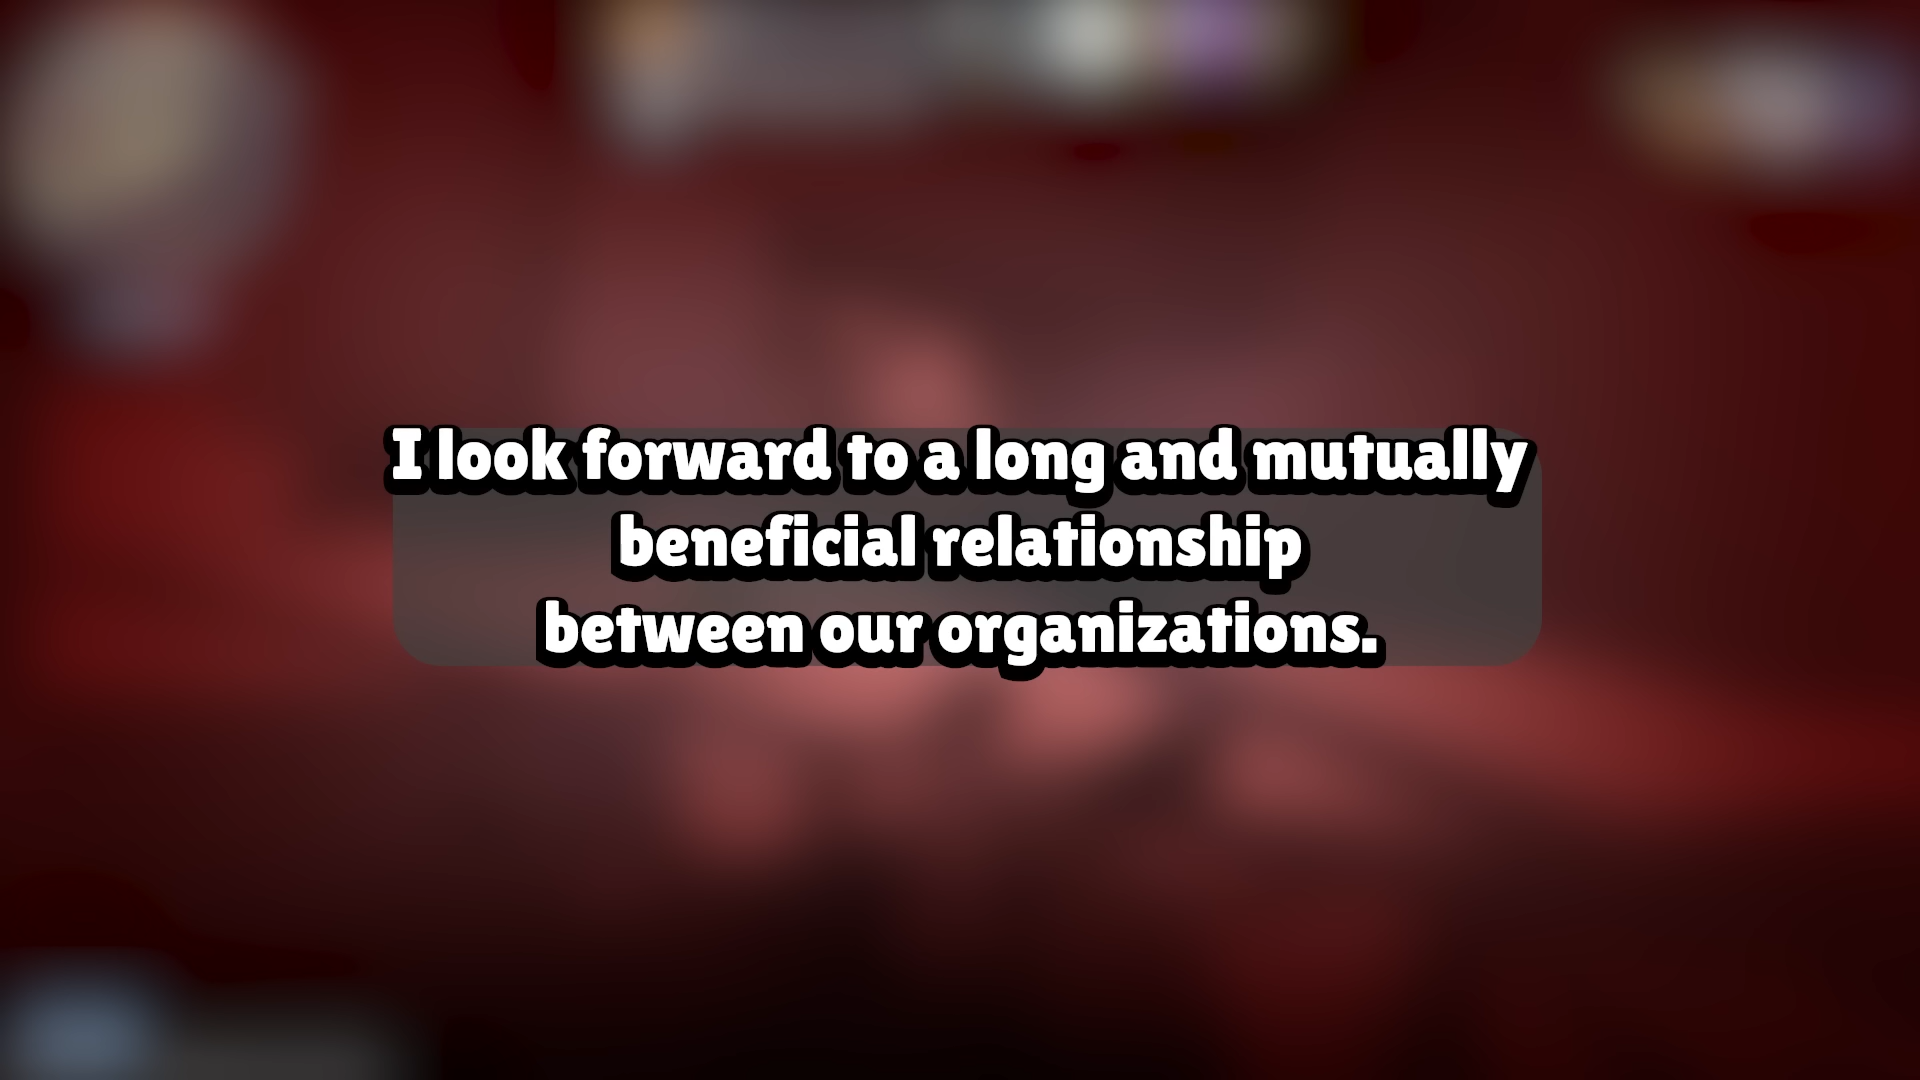 I look forward to a long and mutually
beneficial relationship
between our organizations.